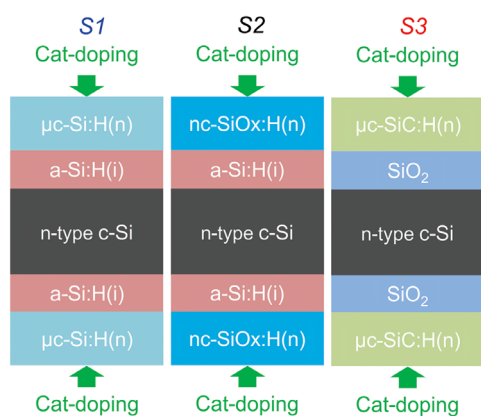 S1 S2 S3
Cat-doping Cat-doping Cat-doping
µc-Si:H(n) nc-SiOx:H(n) µc-SiC:H(n)
a-Si:H(i) a-Si:H(i) SiO₂
n-type c-Si n-type c-Si n-type c-Si
a-Si:H(i) a-Si:H(i) SiO₂
µc-Si:H(n) nc-SiOx:H(n) µc-SiC:H(n)
Cat-doping Cat-doping Cat-doping